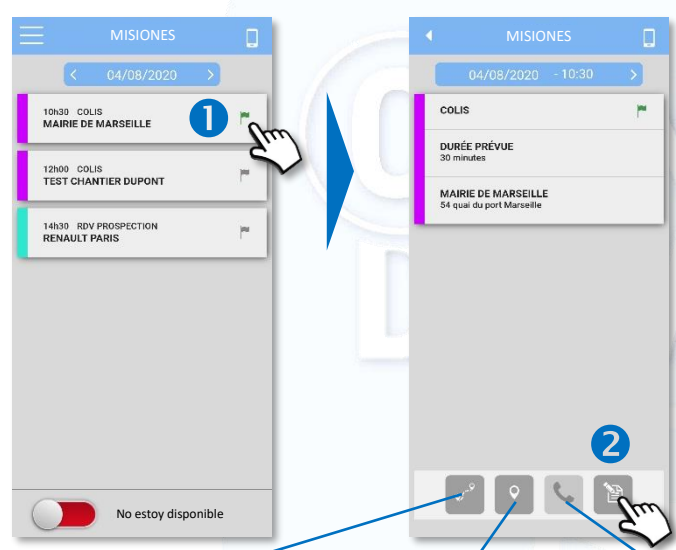 MISIONES
< 04/08/2020 >
10h30 COLIS
MAIRIE DE MARSEILLE
1
12h00 COLIS
TEST CHANTIER DUPONT
14h30 RDV PROSPECTION
RENAULT PARIS
No estoy disponible
MISIONES
04/08/2020 - 10:30 >
COLIS
DURÉE PRÉVUE
30 minutes
MAIRIE DE MARSEILLE
54 quai du port Marseille
2